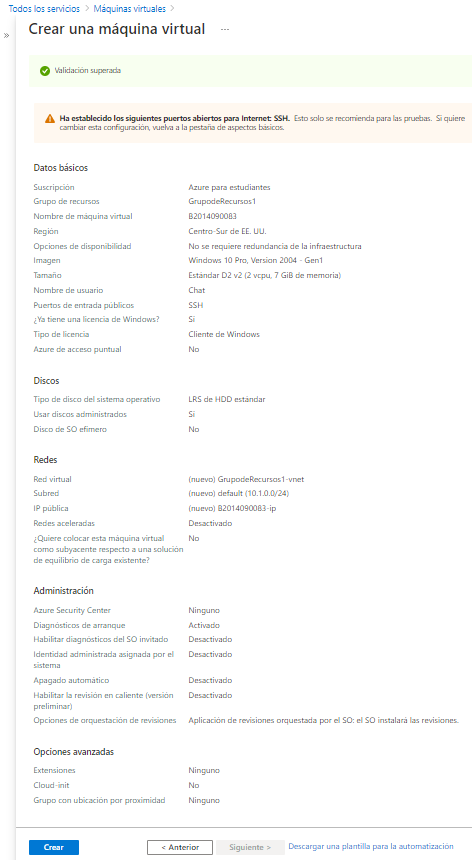 Todos los servicios > Máquinas virtuales >
»
Crear una máquina virtual ...
Validación superada
Ha establecido los siguientes puertos abiertos para Internet: SSH. Esto solo se recomienda para las pruebas. Si quiere
cambiar esta configuración, vuelva a la pestaña de aspectos básicos.
Datos básicos
Suscripción Azure para estudiantes
Grupo de recursos GrupodeRecursos1
Nombre de máquina virtual B2014090083
Región Centro-Sur de EE. UU.
Opciones de disponibilidad No se requiere redundancia de la infraestructura
Imagen Windows 10 Pro, Version 2004 - Gen1
Tamaño Estándar D2 v2 (2 vcpu, 7 GiB de memoria)
Nombre de usuario Chat
Puertos de entrada públicos SSH
¿Ya tiene una licencia de Windows? Sí
Tipo de licencia Cliente de Windows
Azure de acceso puntual No
Discos
Tipo de disco del sistema operativo LRS de HDD estándar
Usar discos administrados Sí
Disco de SO efímero No
Redes
Red virtual (nuevo) GrupodeRecursos1-vnet
Subred (nuevo) default (10.1.0.0/24)
IP pública (nuevo) B2014090083-ip
Redes aceleradas Desactivado
¿Quiere colocar esta máquina virtual No
como subyacente respecto a una solución
de equilibrio de carga existente?
Administración
Azure Security Center Ninguno
Diagnósticos de arranque Activado
Habilitar diagnósticos del SO invitado Desactivado
Identidad administrada asignada por el Desactivado
sistema
Apagado automático Desactivado
Habilitar la revisión en caliente (versión Desactivado
preliminar)
Opciones de orquestación de revisiones Aplicación de revisiones orquestada por el SO: el SO instalará las revisiones.
Opciones avanzadas
Extensiones Ninguno
Cloud-init No
Grupo con ubicación por proximidad Ninguno
Crear < Anterior Siguiente > Descargar una plantilla para la automatización